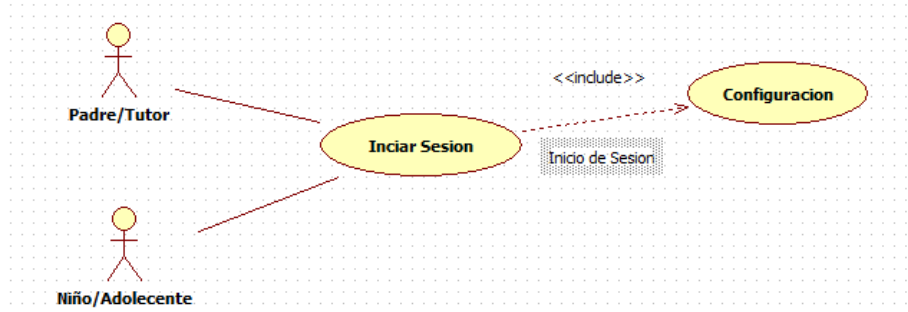 Padre/Tutor
<<include>>
Configuracion
Inciar Sesion
Inicio de Sesion
Niño/Adolecente